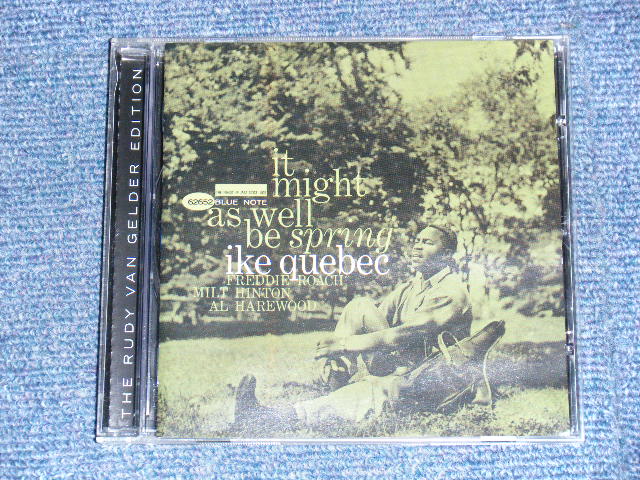 THE RUDY VAN GELDER EDITION
it
might
62652 BLUE NOTE
as well
be spring
ike quebec
FREDDIE ROACH
MILT HINTON
AL HAREWOOD